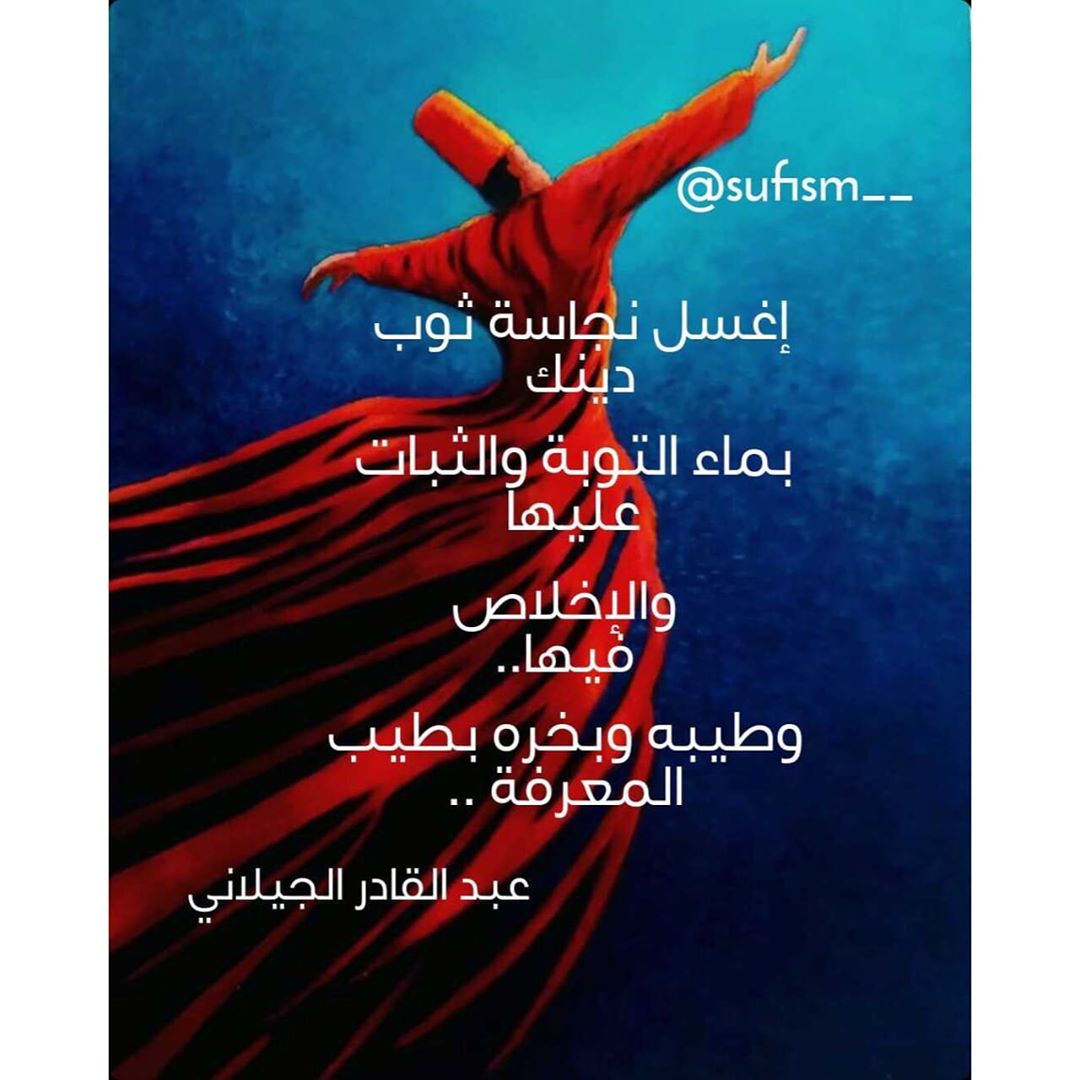 @sufism__
إغسل نجاسة ثوب
دينك
بماء التوبة والثبات
عليها
والإخلاص
فيها..
وطيبه وبخره بطيب
المعرفة ..
عبد القادر الجيلاني